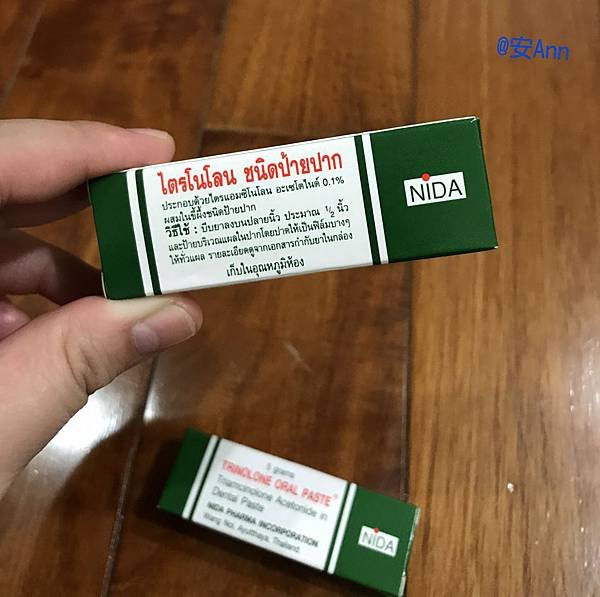 @安Ann
ไตรโนโลน ชนิดป้ายปาก
ประกอบด้วยไตรแอมซิโนโลน อะเซโตไนด์ 0.1%
ผสมในขี้ผึ้งชนิดป้ายปาก
วิธีใช้ : บีบยาลงบนปลายนิ้ว ประมาณ 1/2 นิ้ว
และป้ายบริเวณแผลในปากโดยปาดให้เป็นฟิล์มบางๆ
ให้ทั่วแผล รายละเอียดดูจากเอกสารกำกับยาในกล่อง
เก็บในอุณหภูมิห้อง
NIDA
5 grams
TRINOLONE ORAL PASTE®
Triamcinolone Acetonide in
Dental Paste
NIDA PHARMA INCORPORATION
Wang Noi, Ayutthaya, Thailand.
NIDA